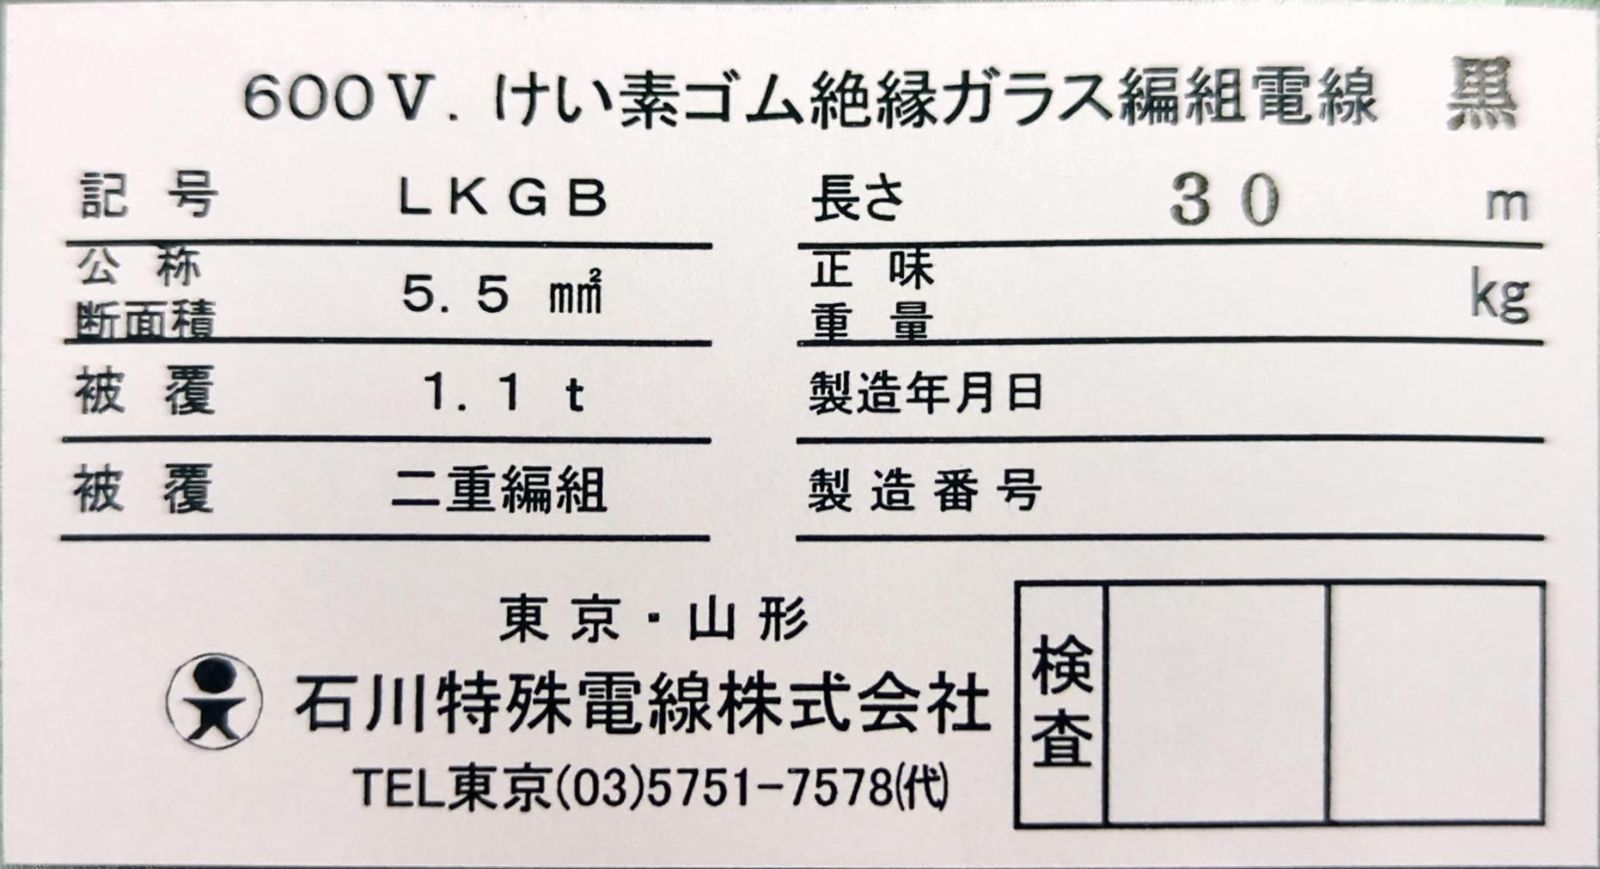 600V. けい素ゴム絶縁ガラス編組電線 黒
記号 LKGB 長さ 30 m
公称断面積 5.5 ㎟ 正味重量 kg
被覆 1.1 t 製造年月日
被覆 二重編組 製造番号
東京・山形
石川特殊電線株式会社
TEL東京(03)5751-7578㈹
検査